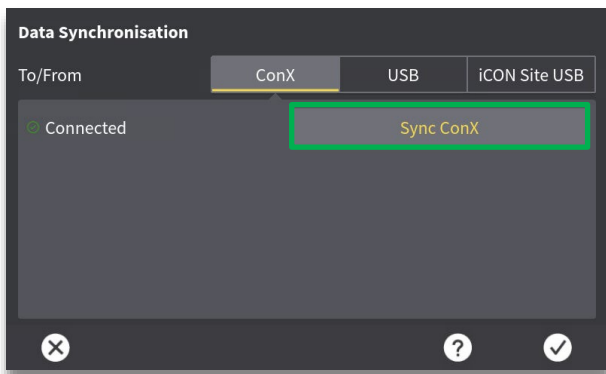 Data Synchronisation
To/From ConX USB iCON Site USB
Connected Sync ConX
?